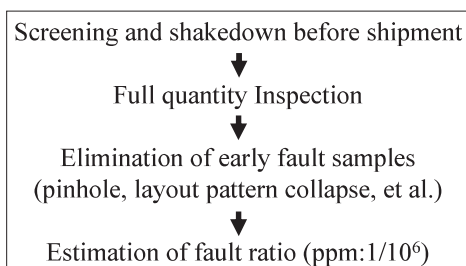 Screening and shakedown before shipment
Full quantity Inspection
Elimination of early fault samples
(pinhole, layout pattern collapse, et al.)
Estimation of fault ratio (ppm:1/10⁶)